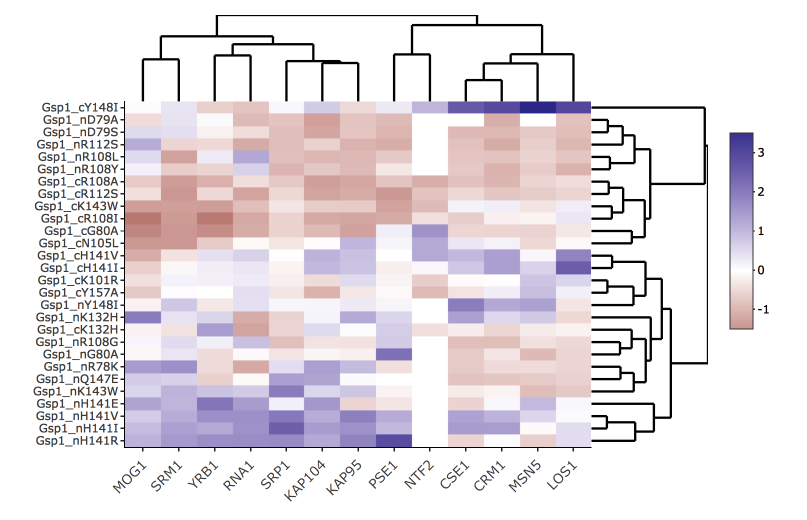 Gsp1_cY148I
Gsp1_nD79A
Gsp1_nD79S
Gsp1_nR112S
Gsp1_nR108L
Gsp1_nR108Y
Gsp1_cR108A
Gsp1_cR112S
Gsp1_cK143W
Gsp1_cR108I
Gsp1_cG80A
Gsp1_cN105L
Gsp1_cH141V
Gsp1_cH141I
Gsp1_cK101R
Gsp1_cY157A
Gsp1_nY148I
Gsp1_nK132H
Gsp1_cK132H
Gsp1_nR108G
Gsp1_nG80A
Gsp1_nR78K
Gsp1_nQ147E
Gsp1_nK143W
Gsp1_nH141E
Gsp1_nH141V
Gsp1_nH141I
Gsp1_nH141R
MOG1 SRM1 YRB1 RNA1 SRP1 KAP104 KAP95 PSE1 NTF2 CSE1 CRM1 MSN5 LOS1
3
2
1
0
-1